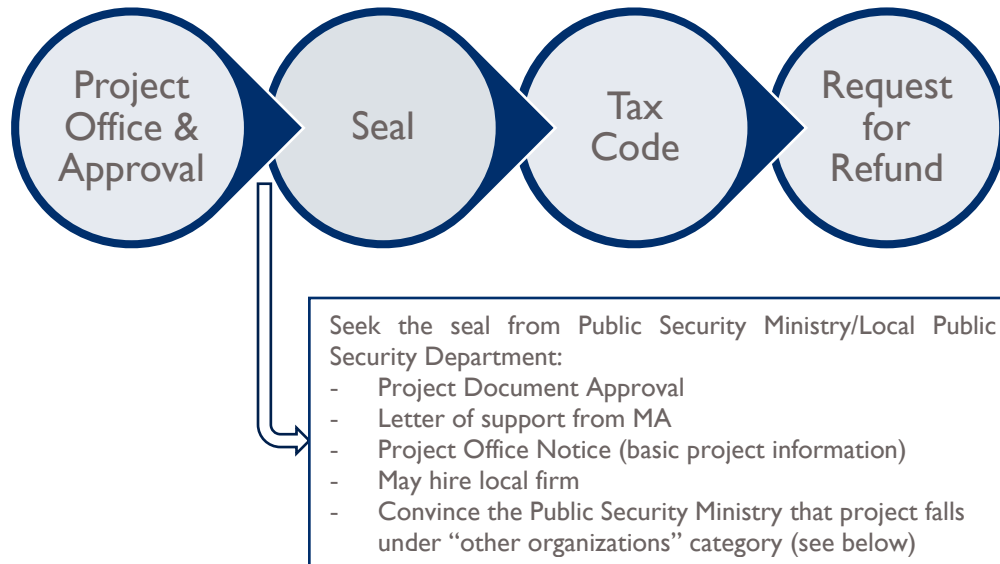 Project
Office &
Approval
Seal
Tax
Code
Request
for
Refund
Seek the seal from Public Security Ministry/Local Public
Security Department:
- Project Document Approval
- Letter of support from MA
- Project Office Notice (basic project information)
- May hire local firm
- Convince the Public Security Ministry that project falls
under “other organizations” category (see below)